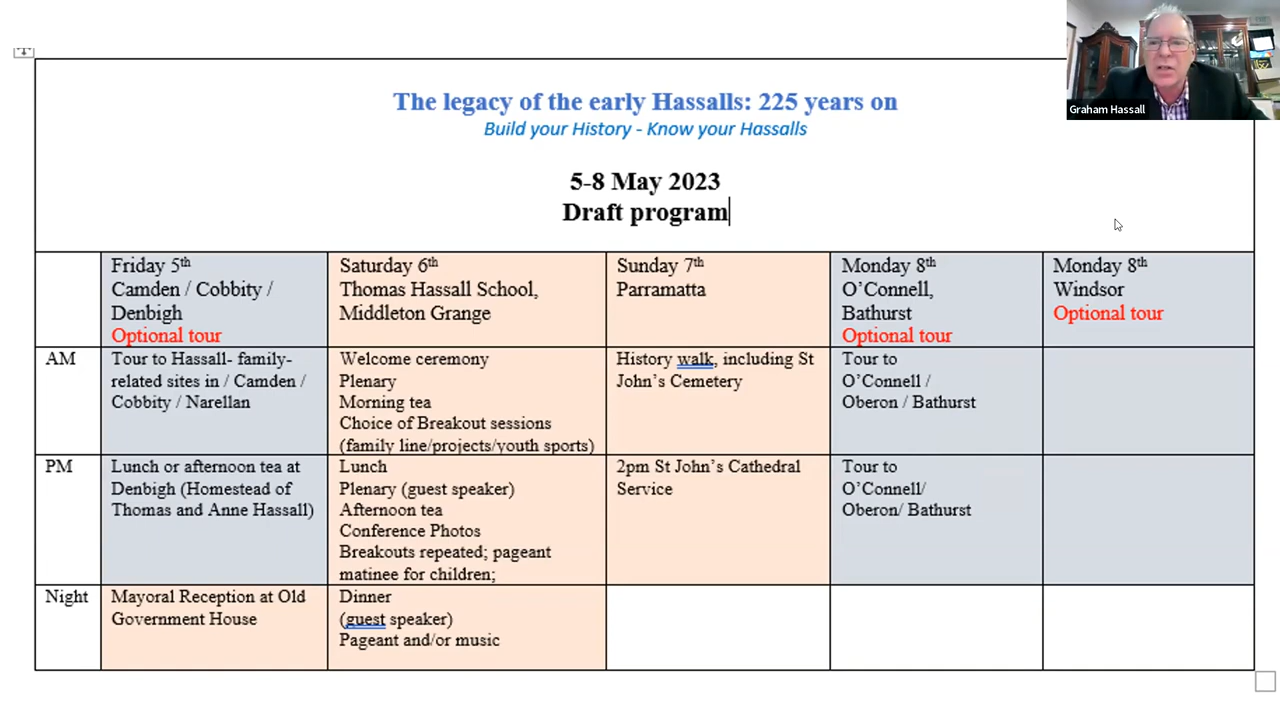 Graham Hassall
The legacy of the early Hassalls: 225 years on
Build your History - Know your Hassalls
5-8 May 2023
Draft program
Friday 5th
Camden / Cobbity /
Denbigh
Optional tour
Saturday 6th
Thomas Hassall School,
Middleton Grange
Sunday 7th
Parramatta
Monday 8th
O’Connell,
Bathurst
Optional tour
Monday 8th
Windsor
Optional tour
AM
Tour to Hassall- family-
related sites in / Camden /
Cobbity / Narellan
Welcome ceremony
Plenary
Morning tea
Choice of Breakout sessions
(family line/projects/youth sports)
History walk, including St
John’s Cemetery
Tour to
O’Connell /
Oberon / Bathurst
PM
Lunch or afternoon tea at
Denbigh (Homestead of
Thomas and Anne Hassall)
Lunch
Plenary (guest speaker)
Afternoon tea
Conference Photos
Breakouts repeated; pageant
matinee for children;
2pm St John’s Cathedral
Service
Tour to
O’Connell/
Oberon/ Bathurst
Night
Mayoral Reception at Old
Government House
Dinner
(guest speaker)
Pageant and/or music